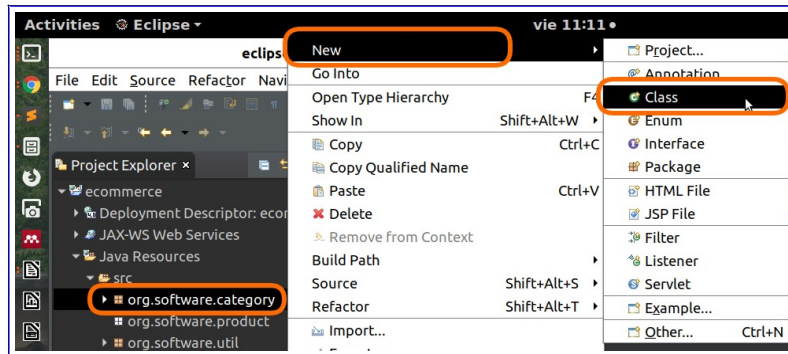 Activities Eclipse vie 11:11
eclips
File Edit Source Refactor Navi
Project Explorer
ecommerce
Deployment Descriptor: ecor
JAX-WS Web Services
Java Resources
src
org.software.category
org.software.product
org.software.util
New
Go Into
Open Type Hierarchy F4
Show In Shift+Alt+W
Copy Ctrl+C
Copy Qualified Name
Paste Ctrl+V
Delete
Remove from Context
Build Path
Source Shift+Alt+S
Refactor Shift+Alt+T
Import...
Project...
Annotation
Class
Enum
Interface
Package
HTML File
JSP File
Filter
Listener
Servlet
Example...
Other... Ctrl+N